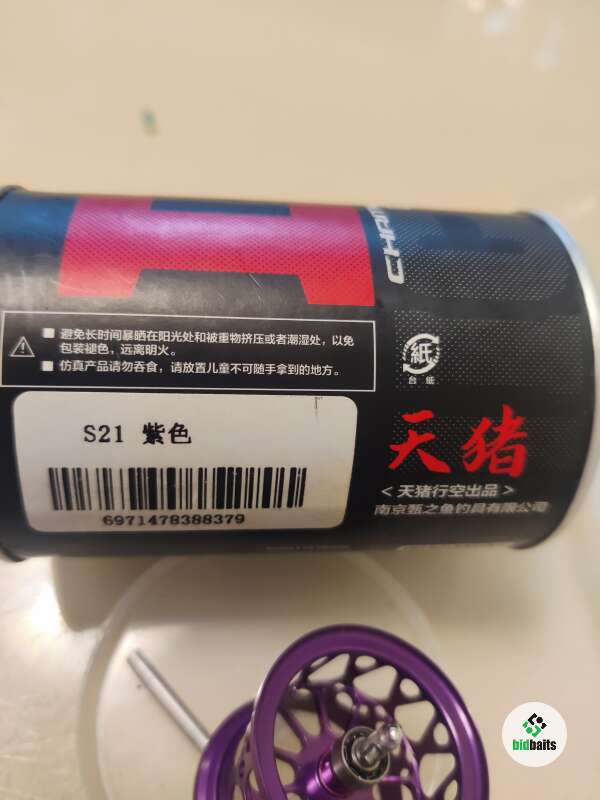 避免长时间暴晒在阳光处和被重物挤压或者潮湿处，以免
包装褪色，远离明火。
仿真产品请勿吞食，请放置儿童不可随手拿到的地方。
紙
台 纸
S21 紫色
6971478388379
天猪
<天猪行空出品>
南京甄之鱼钓具有限公司
bidbaits